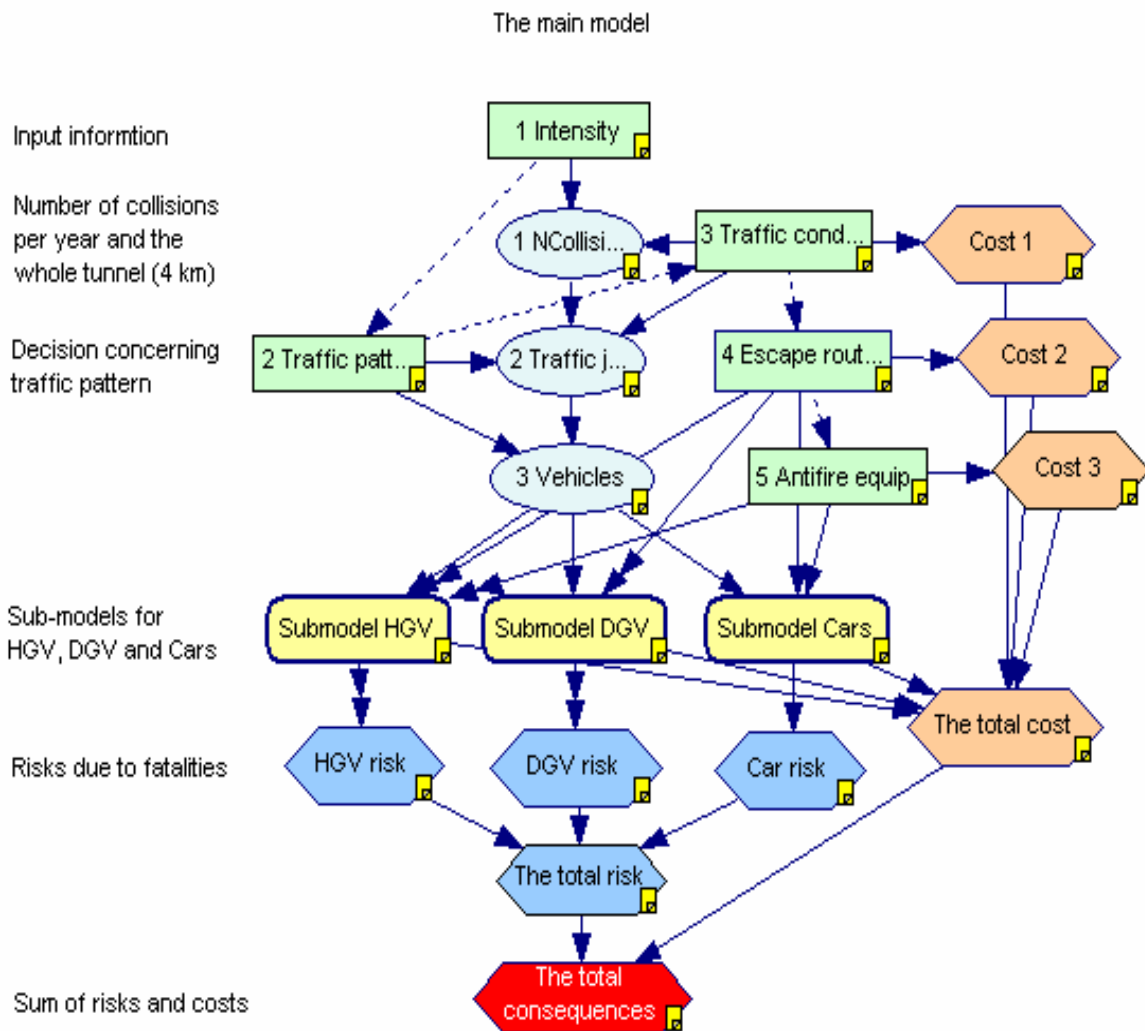 The main model
Input informtion
1 Intensity
Number of collisions
per year and the
whole tunnel (4 km)
1 NCollisi...
3 Traffic cond...
Cost 1
Decision concerning
traffic pattern
2 Traffic patt...
2 Traffic j...
4 Escape rout...
Cost 2
3 Vehicles
5 Antifire equip
Cost 3
Sub-models for
HGV, DGV and Cars
Submodel HGV
Submodel DGV
Submodel Cars
The total cost
Risks due to fatalities
HGV risk
DGV risk
Car risk
The total risk
Sum of risks and costs
The total
consequences